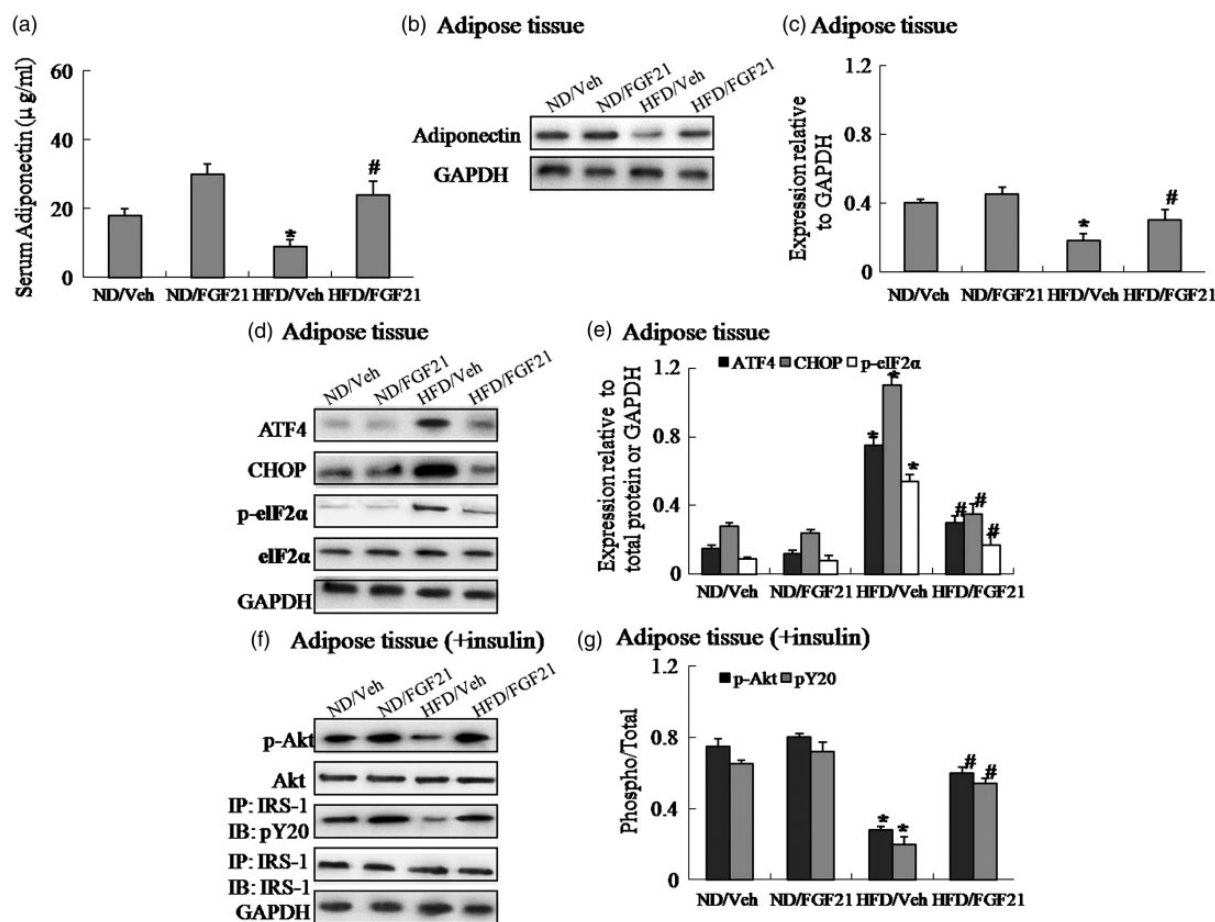 (a)
Serum Adiponectin (μg/ml)
60
40
20
0
*
#
ND/Veh ND/FGF21 HFD/Veh HFD/FGF21
(b) Adipose tissue
ND/Veh ND/FGF21 HFD/Veh HFD/FGF21
Adiponectin
GAPDH
(c) Adipose tissue
Expression relative
to GAPDH
1.2
0.8
0.4
0
*
#
ND/Veh ND/FGF21 HFD/Veh HFD/FGF21
(d) Adipose tissue
ND/Veh ND/FGF21 HFD/Veh HFD/FGF21
ATF4
CHOP
p-eIF2α
eIF2α
GAPDH
(e) Adipose tissue
ATF4 CHOP p-eIF2α
Expression relative to
total protein or GAPDH
1.2
0.8
0.4
0
* * *
# # #
ND/Veh ND/FGF21 HFD/Veh HFD/FGF21
(f) Adipose tissue (+insulin)
ND/Veh ND/FGF21 HFD/Veh HFD/FGF21
p-Akt
Akt
IP: IRS-1
IB: pY20
IP: IRS-1
IB: IRS-1
GAPDH
(g) Adipose tissue (+insulin)
p-Akt pY20
Phospho/Total
1.2
0.8
0.4
0
* *
# #
ND/Veh ND/FGF21 HFD/Veh HFD/FGF21